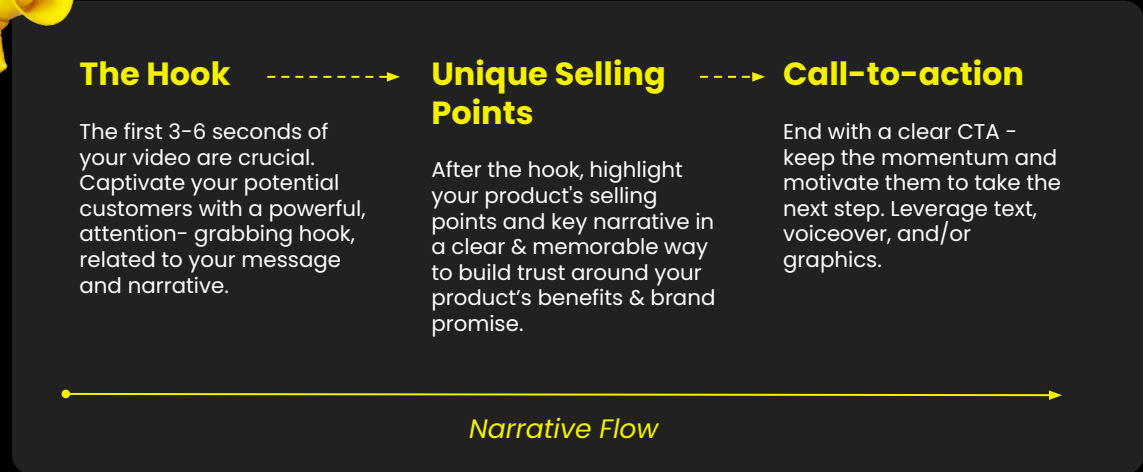 The Hook
The first 3-6 seconds of
your video are crucial.
Captivate your potential
customers with a powerful,
attention- grabbing hook,
related to your message
and narrative.
Unique Selling
Points
After the hook, highlight
your product's selling
points and key narrative in
a clear & memorable way
to build trust around your
product’s benefits & brand
promise.
Call-to-action
End with a clear CTA -
keep the momentum and
motivate them to take the
next step. Leverage text,
voiceover, and/or
graphics.
Narrative Flow